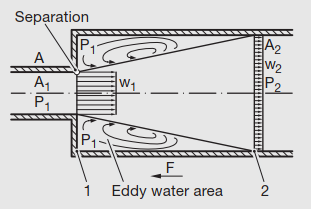 Separation
P1
A
A1
P1
w1
A2
w2
P2
P1
F
1
Eddy water area
2